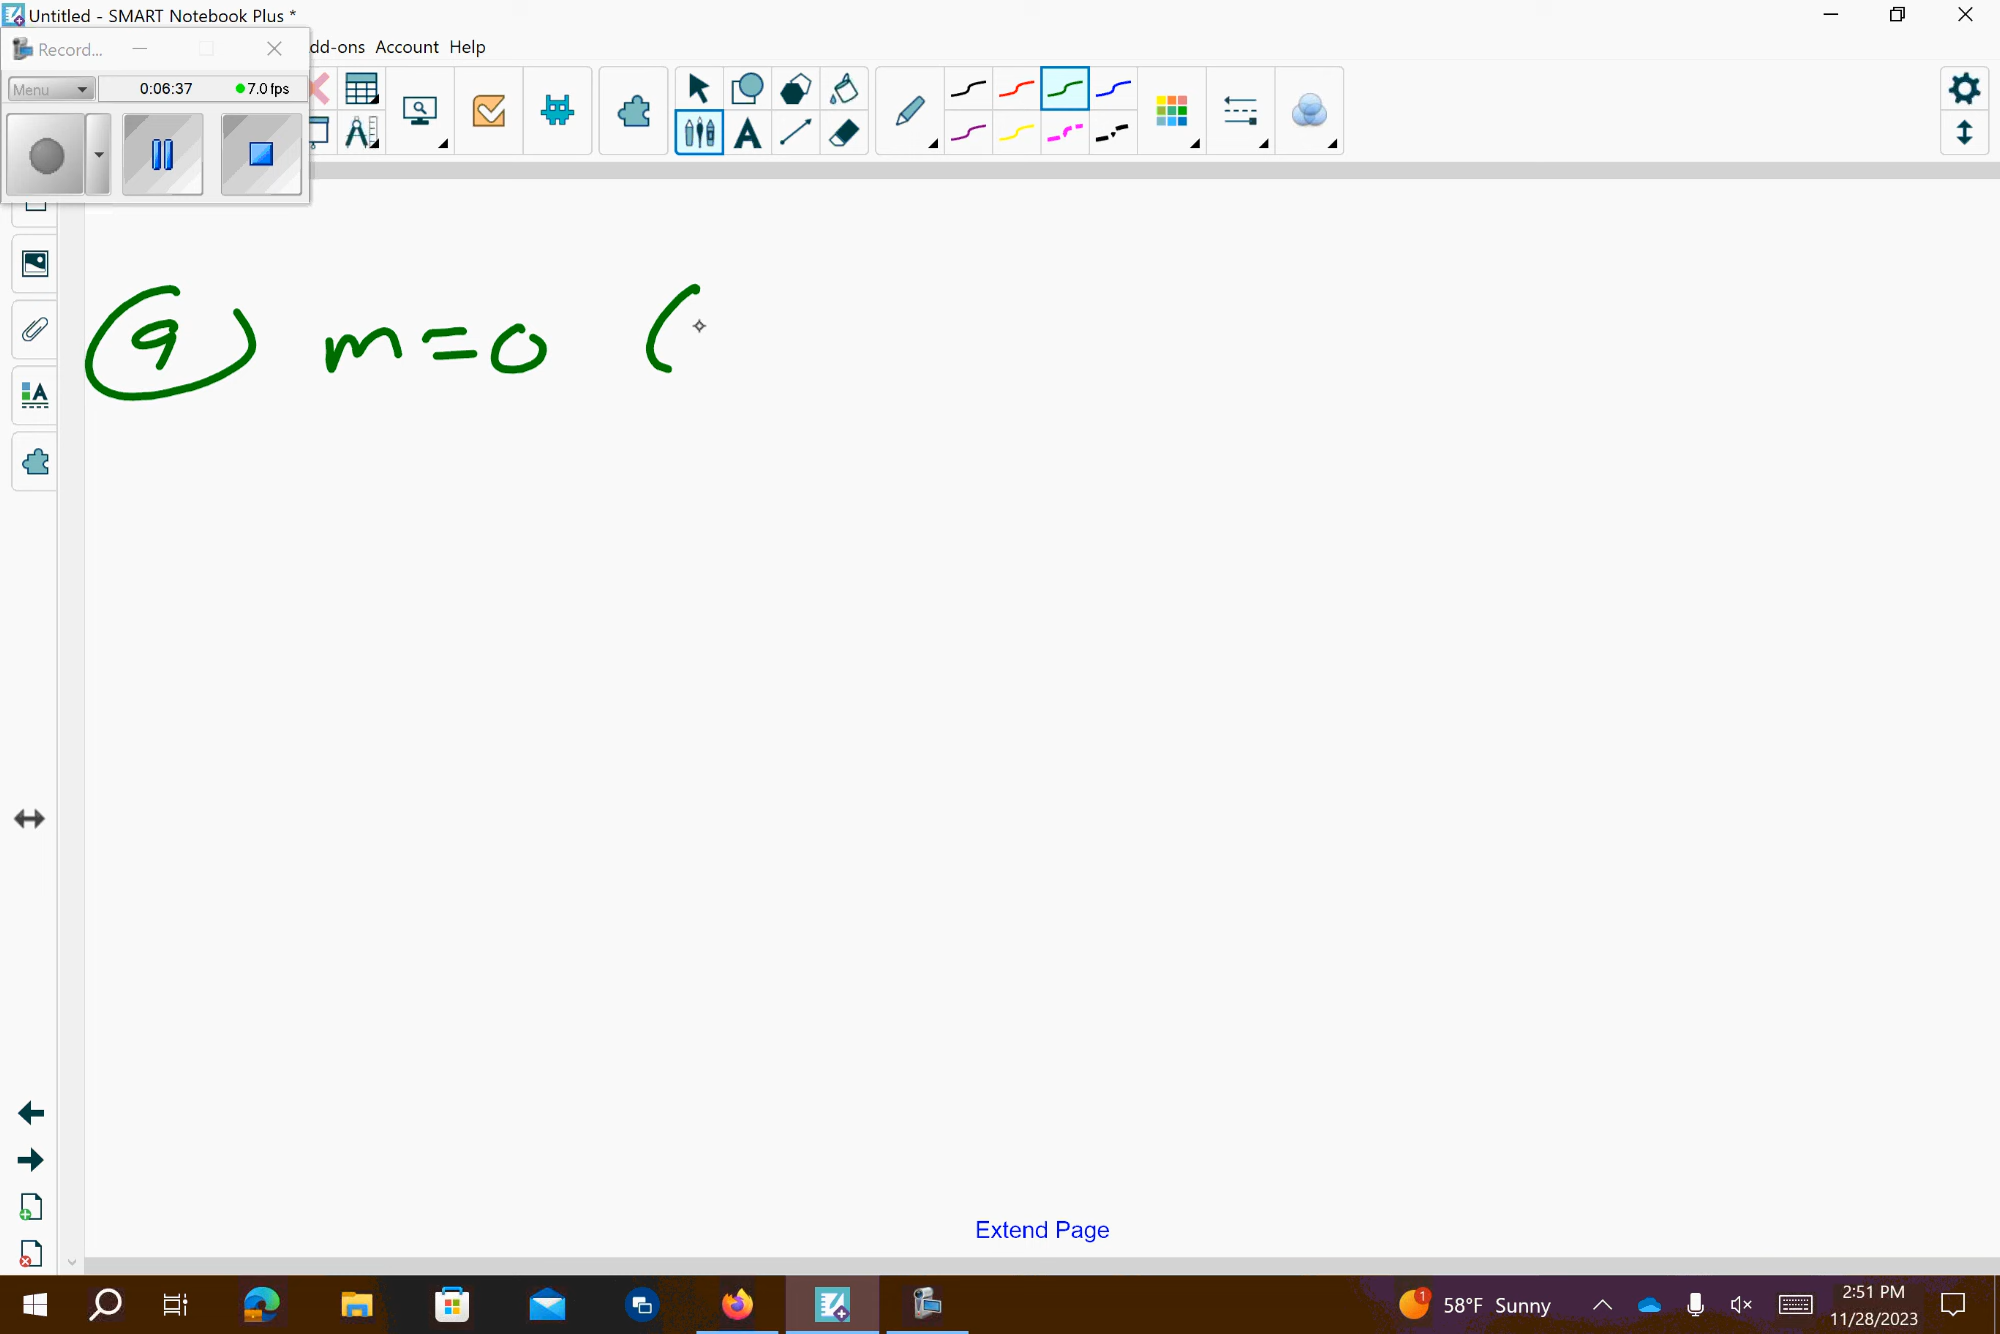 Untitled - SMART Notebook Plus *
Record...
dd-ons Account Help
Menu 0:06:37 7.0 fps
9 m=0 (
Extend Page
1 58°F Sunny
2:51 PM
11/28/2023